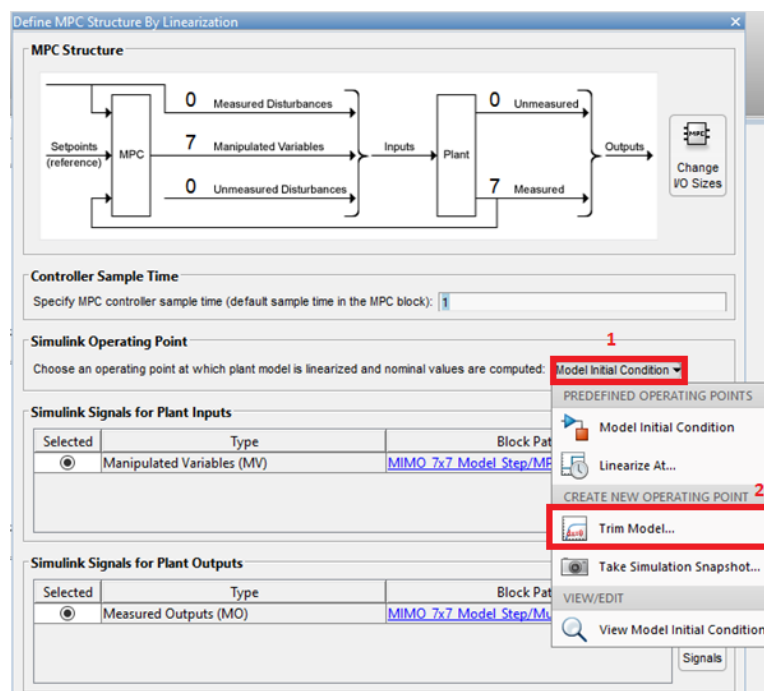 Define MPC Structure By Linearization
MPC Structure
0 Measured Disturbances
0 Unmeasured
Setpoints
(reference)
MPC
7 Manipulated Variables
Inputs
Plant
Outputs
0 Unmeasured Disturbances
7 Measured
MPC
Change
I/O Sizes
Controller Sample Time
Specify MPC controller sample time (default sample time in the MPC block): 1
Simulink Operating Point
1
Choose an operating point at which plant model is linearized and nominal values are computed: Model Initial Condition
PREDEFINED OPERATING POINTS
Model Initial Condition
Linearize At...
CREATE NEW OPERATING POINT
2
Trim Model...
Take Simulation Snapshot...
VIEW/EDIT
View Model Initial Condition
Simulink Signals for Plant Inputs
Selected Type Block Pat
Manipulated Variables (MV) MIMO_7x7_Model_Step/MP
Simulink Signals for Plant Outputs
Selected Type Block Pat
Measured Outputs (MO) MIMO_7x7_Model_Step/Mu
Signals